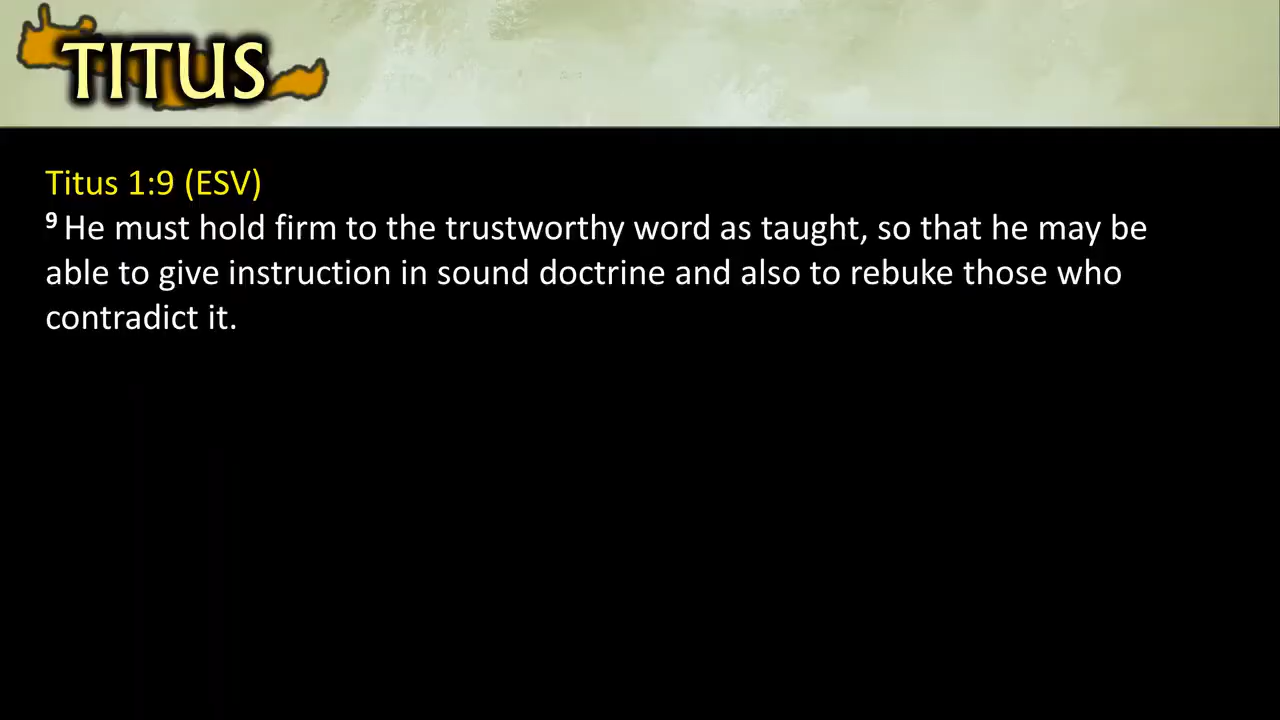 TITUS
Titus 1:9 (ESV)
9 He must hold firm to the trustworthy word as taught, so that he may be
able to give instruction in sound doctrine and also to rebuke those who
contradict it.